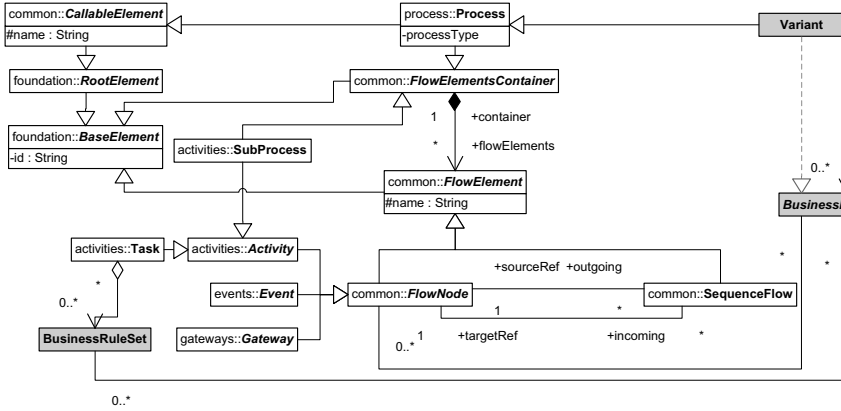 common::CallableElement
#name : String
process::Process
-processType
Variant
foundation::RootElement
common::FlowElementsContainer
foundation::BaseElement
-id : String
1
+container
activities::SubProcess
*
+flowElements
common::FlowElement
#name : String
0..*
activities::Task
activities::Activity
*
+sourceRef +outgoing
*
*
events::Event
common::FlowNode
common::SequenceFlow
0..*
1
*
BusinessRuleSet
gateways::Gateway
0..*
1
+targetRef
+incoming
*
0..*